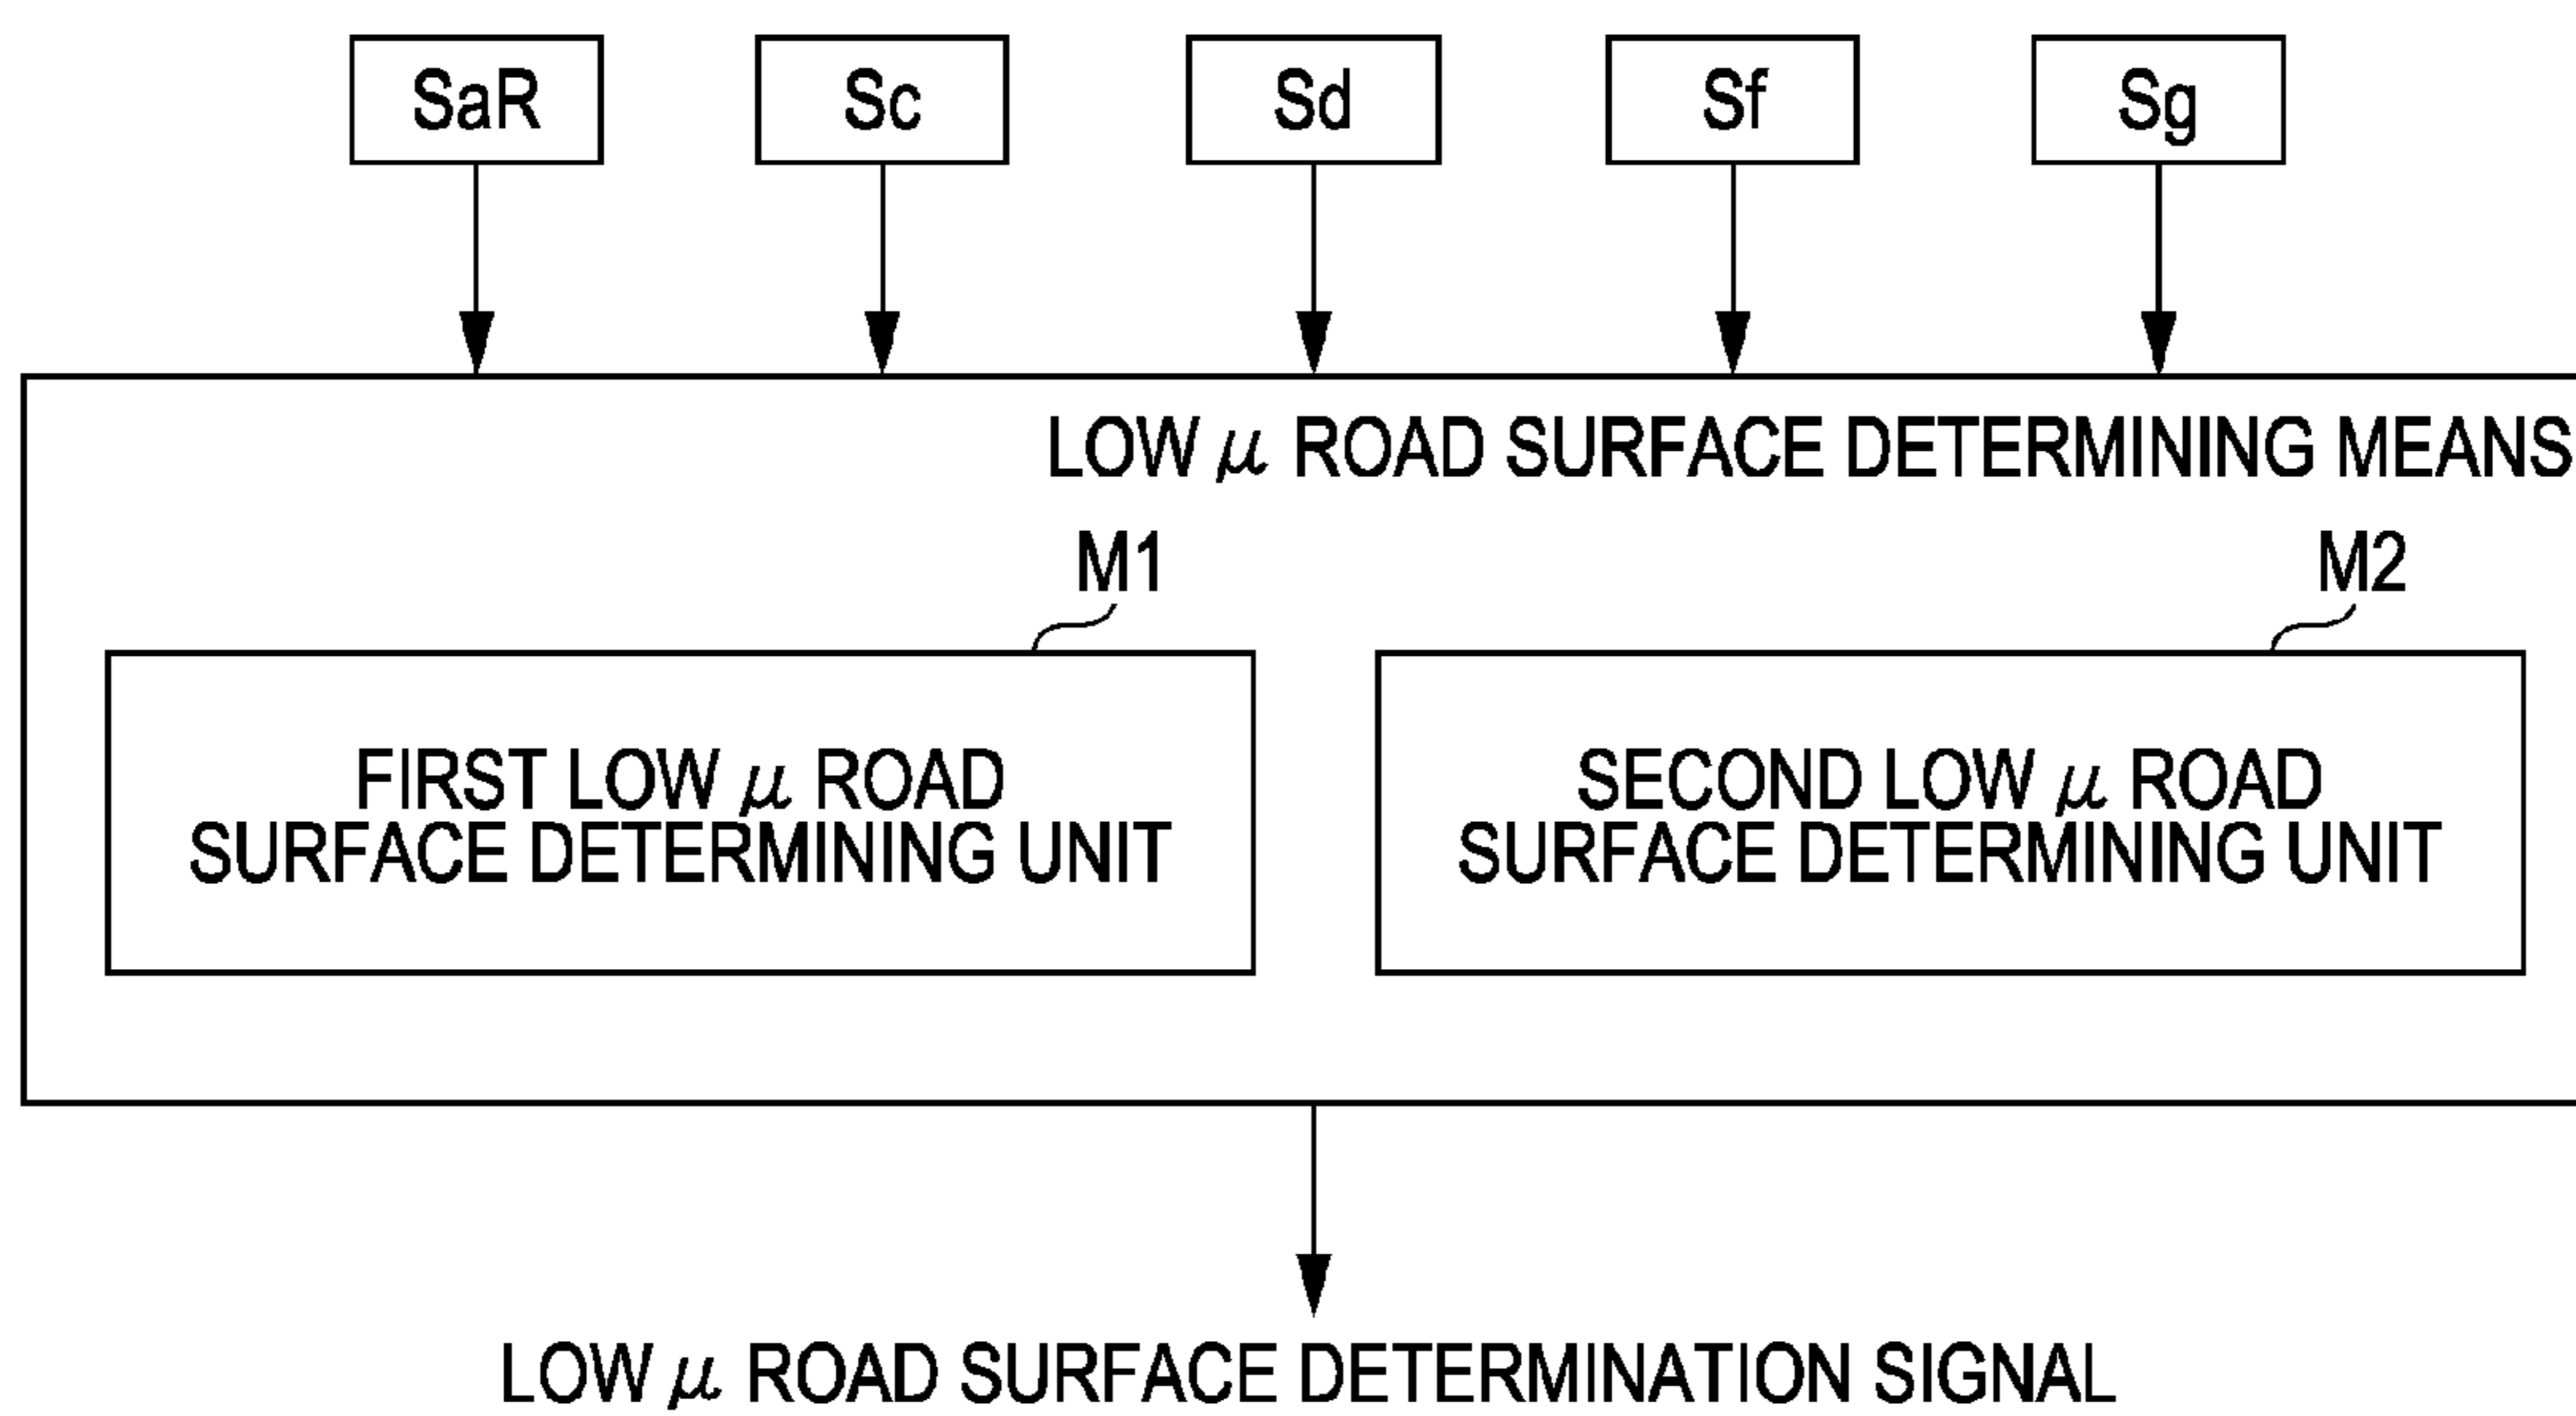 SaR Sc Sd Sf Sg
LOW μ ROAD SURFACE DETERMINING MEANS
M1 M2
FIRST LOW μ ROAD
SURFACE DETERMINING UNIT
SECOND LOW μ ROAD
SURFACE DETERMINING UNIT
LOW μ ROAD SURFACE DETERMINATION SIGNAL